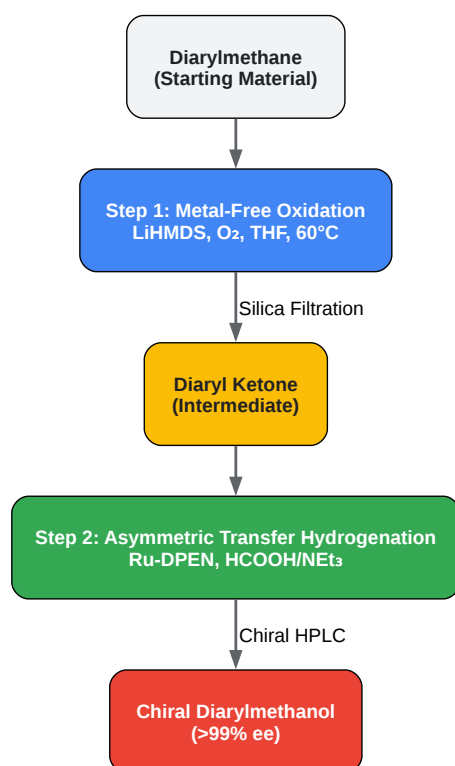 Diarylmethane
(Starting Material)
Step 1: Metal-Free Oxidation
LiHMDS, O₂, THF, 60°C
Silica Filtration
Diaryl Ketone
(Intermediate)
Step 2: Asymmetric Transfer Hydrogenation
Ru-DPEN, HCOOH/NEt₃
Chiral HPLC
Chiral Diarylmethanol
(>99% ee)